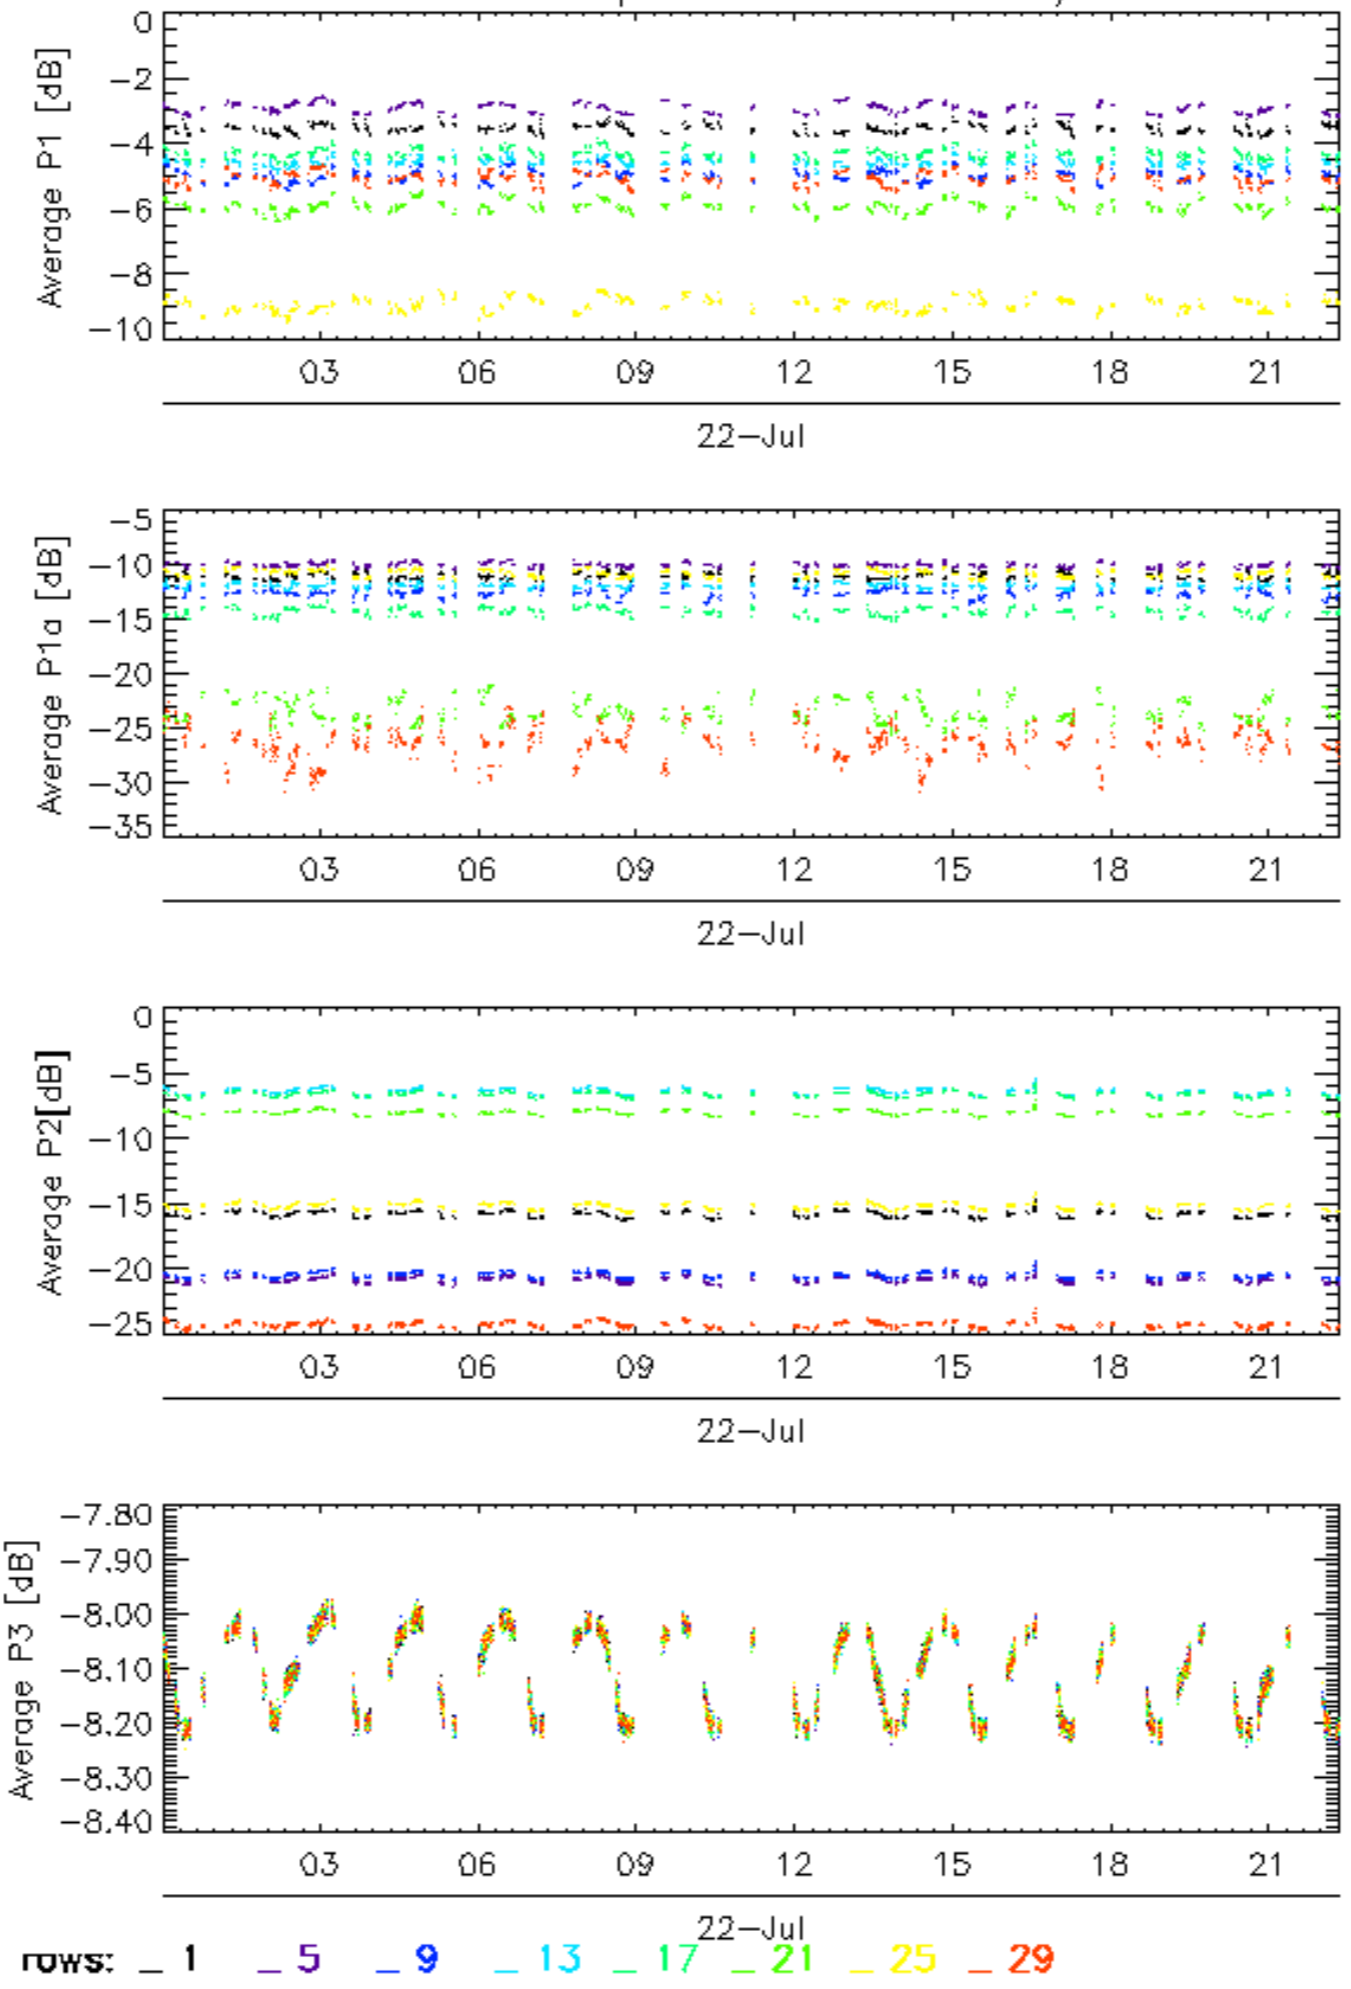 0
−2
−4
−6
−8
−10
Average P1 [dB]
03 06 09 12 15 18 21
22−Jul
−5
−10
−15
−20
−25
−30
−35
Average P1a [dB]
03 06 09 12 15 18 21
22−Jul
0
−5
−10
−15
−20
−25
Average P2[dB]
03 06 09 12 15 18 21
22−Jul
−7.80
−7.90
−8.00
−8.10
−8.20
−8.30
−8.40
Average P3 [dB]
03 06 09 12 15 18 21
22−Jul
rows: _ 1 _ 5 _ 9 _ 13 _ 17 _ 21 _ 25 _ 29